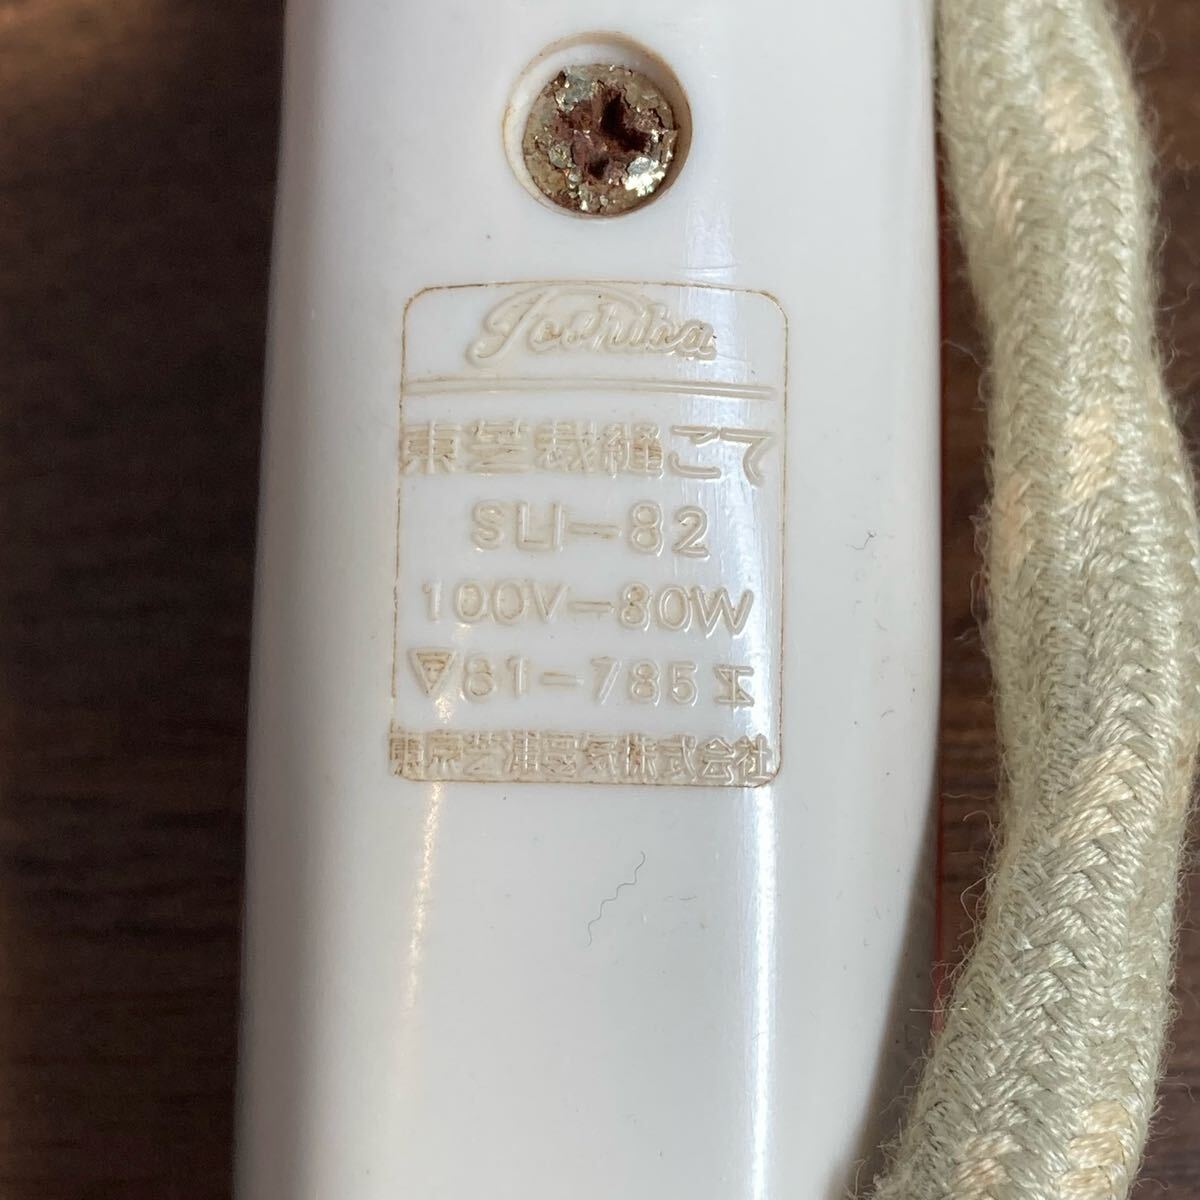 Toshiba
東芝裁縫こて
SLI-82
100V-80W
▽81-785
東京芝浦電気株式会社